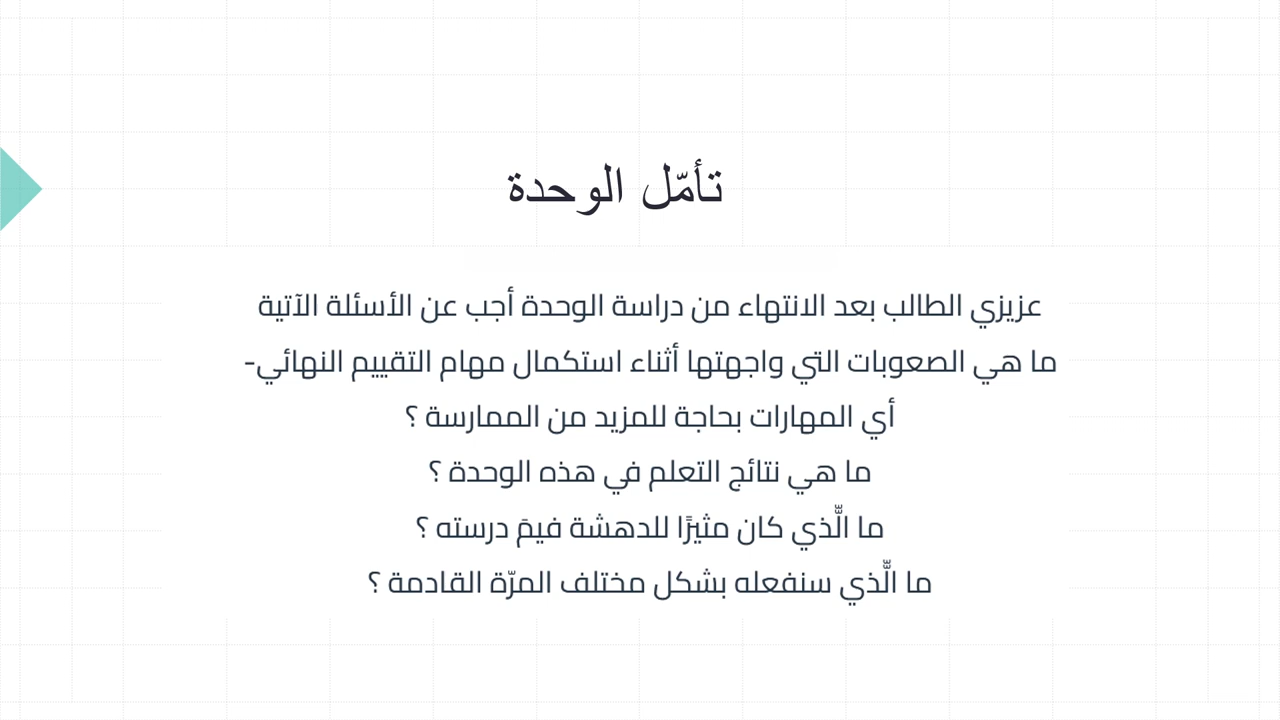 تأمّل الوحدة
عزيزي الطالب بعد الانتهاء من دراسة الوحدة أجب عن الأسئلة الآتية
ما هي الصعوبات التي واجهتها أثناء استكمال مهام التقييم النهائي-
أي المهارات بحاجة للمزيد من الممارسة ؟
ما هي نتائج التعلم في هذه الوحدة ؟
ما الَّذي كان مثيرًا للدهشة فيمَ درسته ؟
ما الَّذي سنفعله بشكل مختلف المرّة القادمة ؟